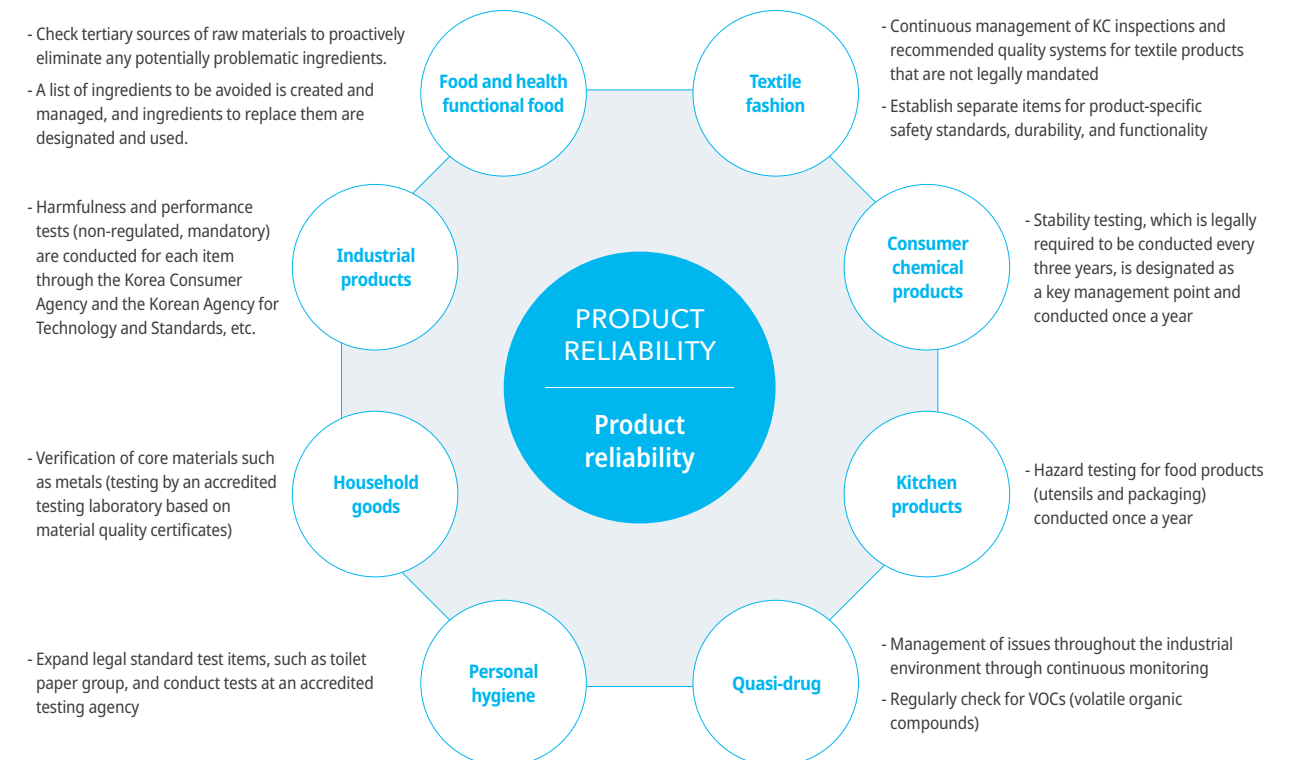 - Check tertiary sources of raw materials to proactively
eliminate any potentially problematic ingredients.
- A list of ingredients to be avoided is created and
managed, and ingredients to replace them are
designated and used.
Food and health
functional food
Textile
fashion
- Continuous management of KC inspections and
recommended quality systems for textile products
that are not legally mandated
- Establish separate items for product-specific
safety standards, durability, and functionality
- Harmfulness and performance
tests (non-regulated, mandatory)
are conducted for each item
through the Korea Consumer
Agency and the Korean Agency for
Technology and Standards, etc.
Industrial
products
Consumer
chemical
products
- Stability testing, which is legally
required to be conducted every
three years, is designated as
a key management point and
conducted once a year
PRODUCT
RELIABILITY
Product
reliability
- Verification of core materials such
as metals (testing by an accredited
testing laboratory based on
material quality certificates)
Household
goods
Kitchen
products
- Hazard testing for food products
(utensils and packaging)
conducted once a year
- Expand legal standard test items, such as toilet
paper group, and conduct tests at an accredited
testing agency
Personal
hygiene
Quasi-drug
- Management of issues throughout the industrial
environment through continuous monitoring
- Regularly check for VOCs (volatile organic
compounds)